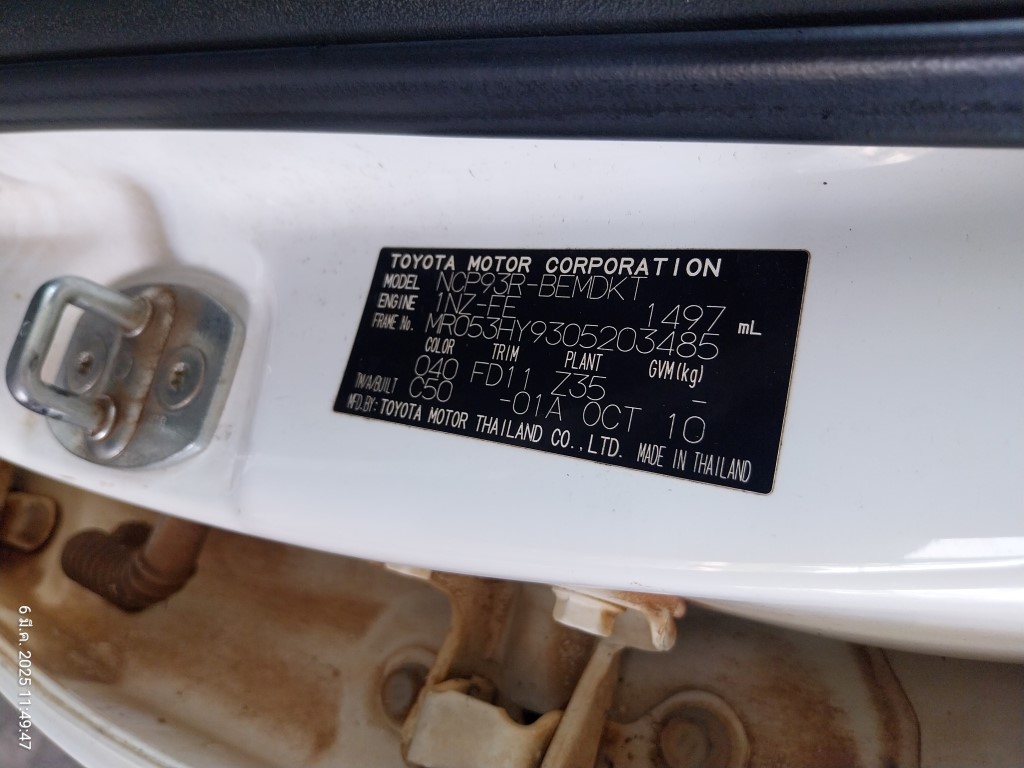 TOYOTA MOTOR CORPORATION
MODEL NCP93R-BEMDKT
ENGINE 1NZ-FE 1497 mL
FRAME No. MR053HY9305203485
COLOR TRIM PLANT GVM(kg)
040 FD11 Z35 -
TM/A/BUILT C50 -01A OCT 10
MFD.BY: TOYOTA MOTOR THAILAND CO.,LTD. MADE IN THAILAND
6 มี.ค. 2025 11:49:47